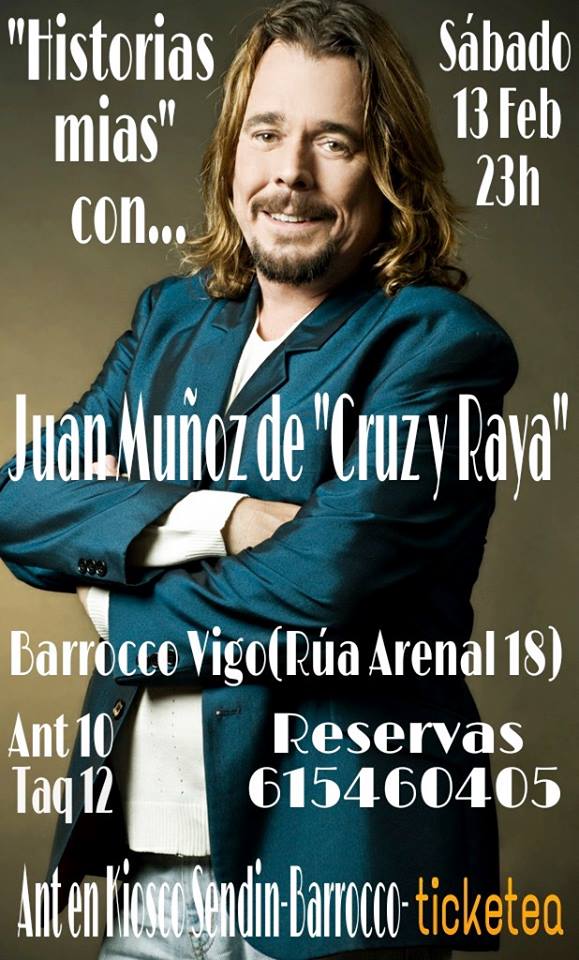 "Historias
mias"
con...
Sábado
13 Feb
23h
Juan Muñoz de "Cruz y Raya"
Barrocco Vigo(Rúa Arenal 18)
Ant 10
Taq 12
Reservas
615460405
Ant en Kiosco Sendin-Barrocco- ticketea